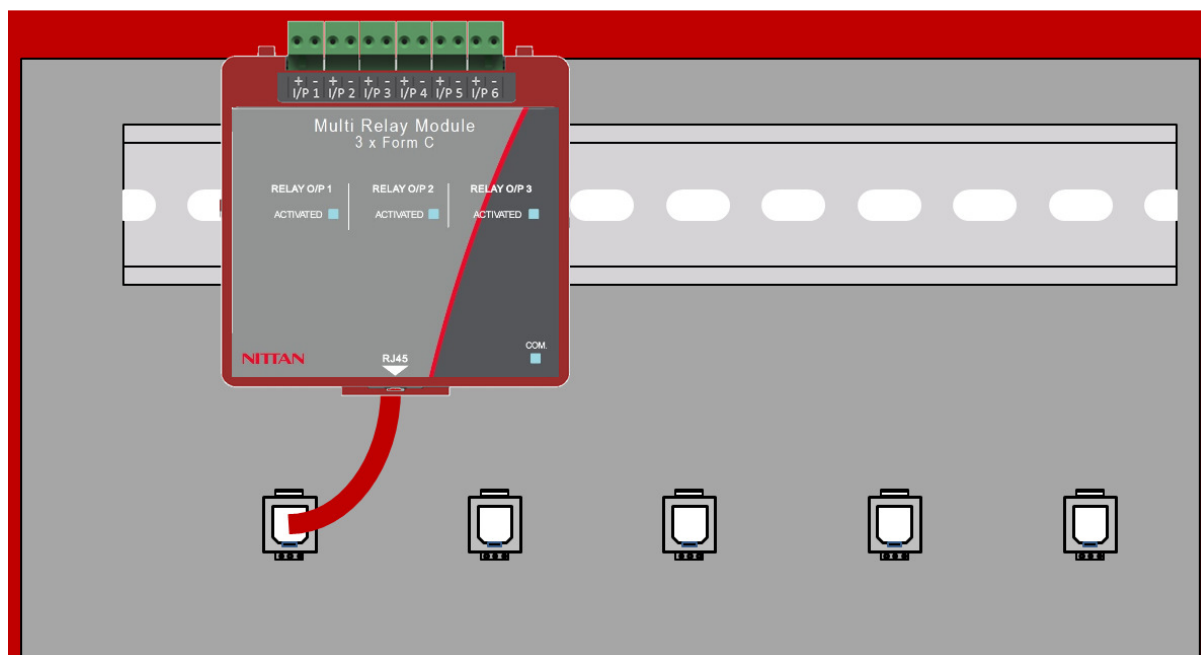 + - + - + - + - + - + -
I/P 1 I/P 2 I/P 3 I/P 4 I/P 5 I/P 6
Multi Relay Module
3 x Form C
RELAY O/P 1 RELAY O/P 2 RELAY O/P 3
ACTIVATED ACTIVATED ACTIVATED
COM.
NITTAN RJ45